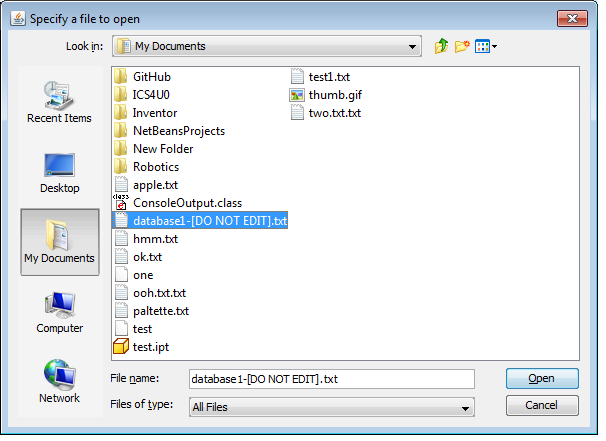 Specify a file to open
Look in: My Documents
Recent Items
Desktop
My Documents
Computer
Network
GitHub
ICS4U0
Inventor
NetBeansProjects
New Folder
Robotics
apple.txt
class
ConsoleOutput.class
database1-[DO NOT EDIT].txt
hmm.txt
ok.txt
one
ooh.txt.txt
paltette.txt
test
test.ipt
test1.txt
thumb.gif
two.txt.txt
File name: database1-[DO NOT EDIT].txt
Open
Files of type: All Files
Cancel